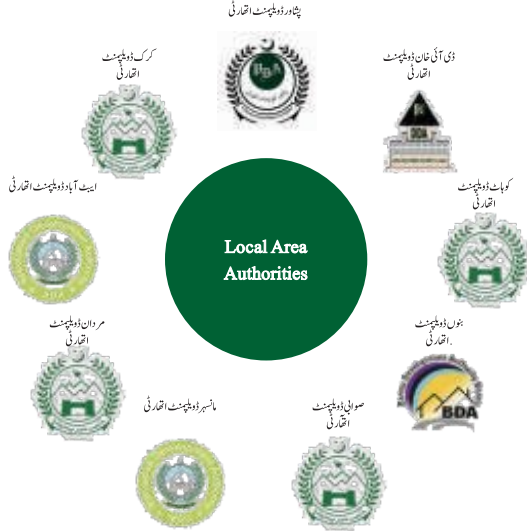 پشاور ڈویلپمنٹ اتھارٹی
کرک ڈویلپمنٹ
اتھارٹی
ڈی آئی خان ڈویلپمنٹ
اتھارٹی
ایبٹ آباد ڈویلپمنٹ اتھارٹی
کوہاٹ ڈویلپمنٹ
اتھارٹی
Local Area
Authorities
مردان ڈویلپمنٹ
اتھارٹی
بنوں ڈویلپمنٹ
اتھارٹی.
BDA
مانسہر ڈویلپمنٹ اتھارٹی
صوابی ڈویلپمنٹ
اتھارٹی